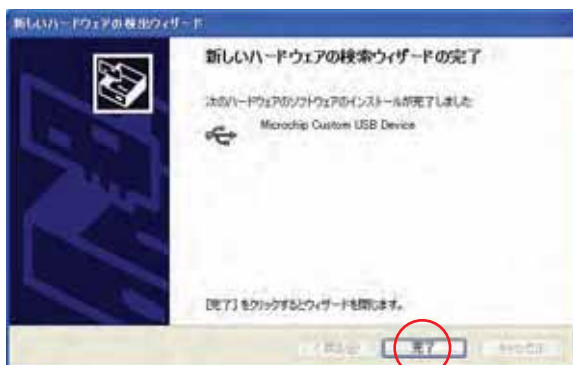 新しいハードウェアの検出ウィザード
新しいハードウェアの検索ウィザードの完了
次のハードウェアのソフトウェアのインストールが完了しました
Microchip Custom USB Device
[完了] をクリックするとウィザードを閉じます。
完了